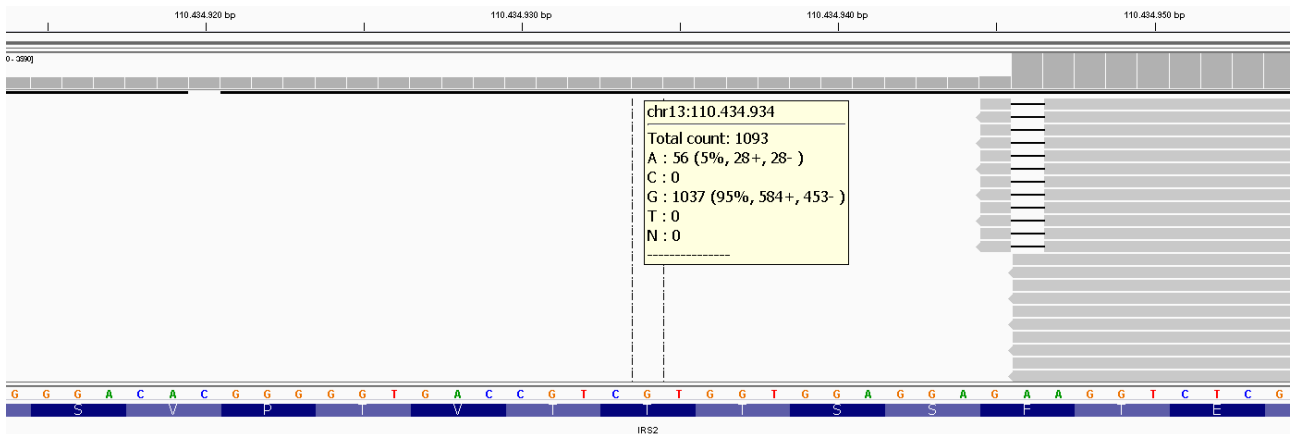 110.434.920 bp 110.434.930 bp 110.434.940 bp 110.434.950 bp
0 - 3890]
chr13:110.434.934
Total count: 1093
A : 56 (5%, 28+, 28- )
C : 0
G : 1037 (95%, 584+, 453- )
T : 0
N : 0
---------------
G G G A C A C G G G G G T G A C C G T C G T G G T G G A G G A G A A G G T C T C G
S V P T V T T T S S F T E
IRS2